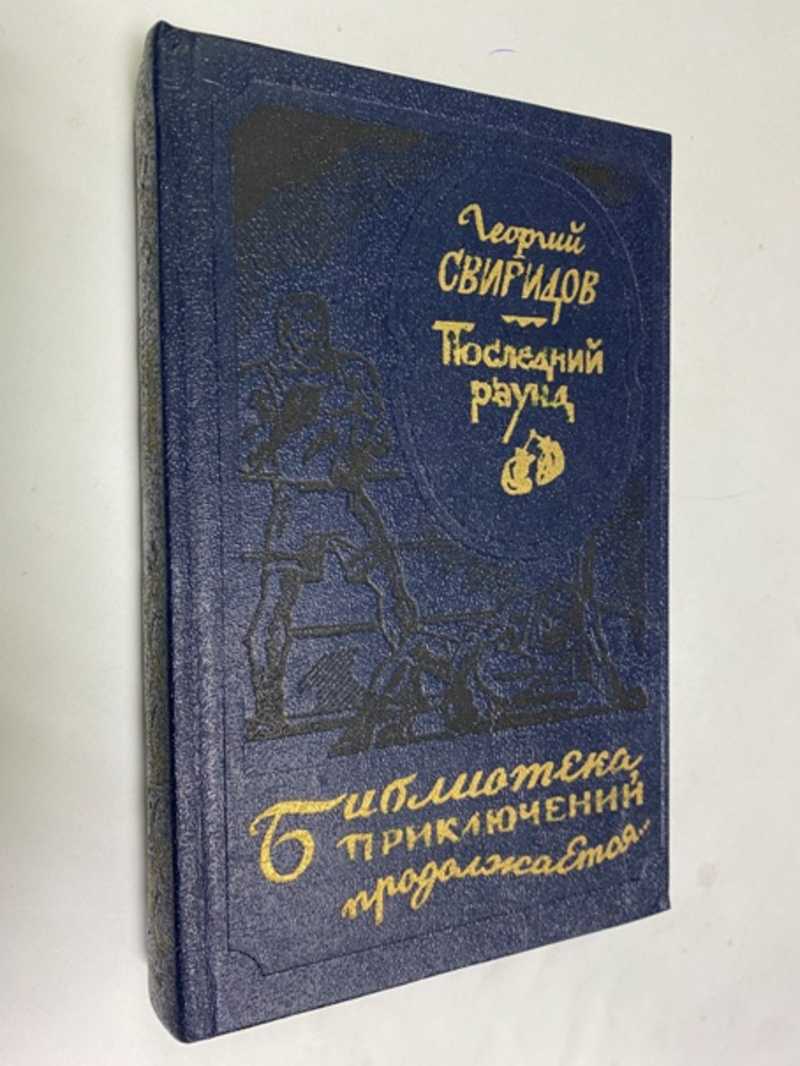 Георгий
СВИРИДОВ
Последний
раунд
Библиотека
ПРИКЛЮЧЕНИЙ
продолжается...